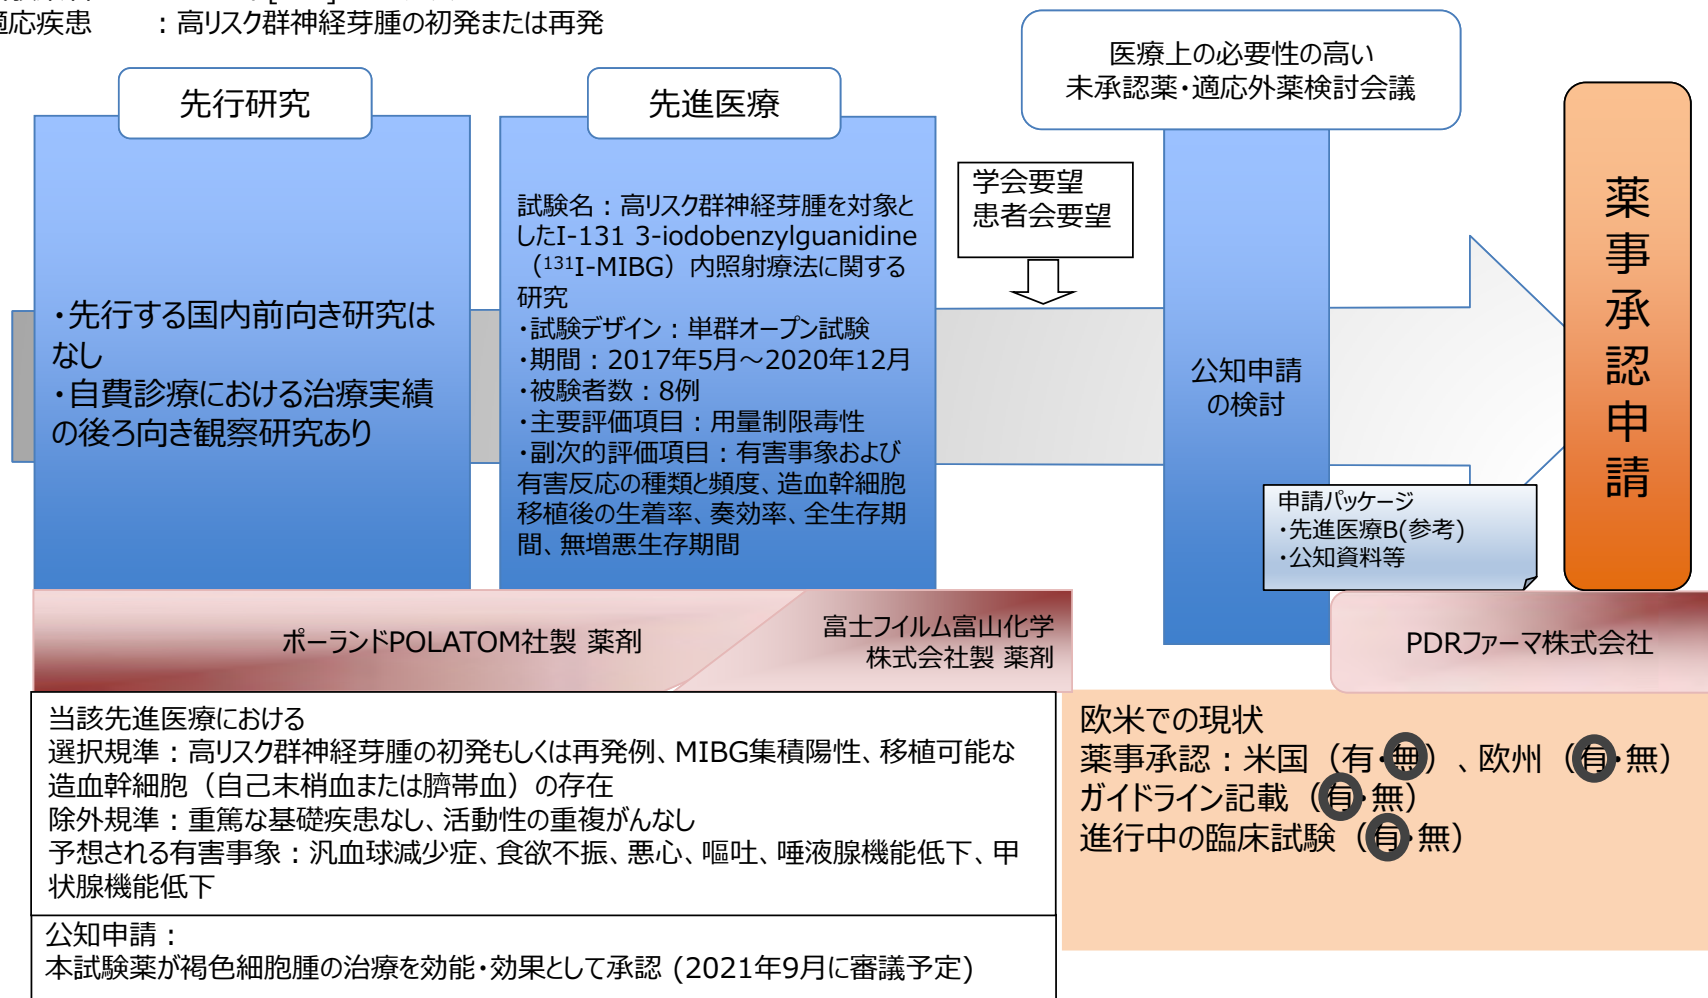 適応疾患　　：高リスク群神経芽腫の初発または再発
先行研究
・先行する国内前向き研究は
なし
・自費診療における治療実績
の後ろ向き観察研究あり
先進医療
試験名：高リスク群神経芽腫を対象と
したI-131 3-iodobenzylguanidine
（131I-MIBG）内照射療法に関する
研究
・試験デザイン：単群オープン試験
・期間：2017年5月～2020年12月
・被験者数：8例
・主要評価項目：用量制限毒性
・副次的評価項目：有害事象および
有害反応の種類と頻度、造血幹細胞
移植後の生着率、奏効率、全生存期
間、無増悪生存期間
学会要望
患者会要望
医療上の必要性の高い
未承認薬・適応外薬検討会議
公知申請
の検討
申請パッケージ
・先進医療B(参考)
・公知資料等
薬事承認申請
ポーランドPOLATOM社製 薬剤
富士フイルム富山化学
株式会社製 薬剤
PDRファーマ株式会社
当該先進医療における
選択規準：高リスク群神経芽腫の初発もしくは再発例、MIBG集積陽性、移植可能な
造血幹細胞（自己末梢血または臍帯血）の存在
除外規準：重篤な基礎疾患なし、活動性の重複がんなし
予想される有害事象：汎血球減少症、食欲不振、悪心、嘔吐、唾液腺機能低下、甲
状腺機能低下
公知申請：
本試験薬が褐色細胞腫の治療を効能・効果として承認 (2021年9月に審議予定)
欧米での現状
薬事承認：米国（有・無）、欧州（有・無）
ガイドライン記載（有・無）
進行中の臨床試験（有・無）